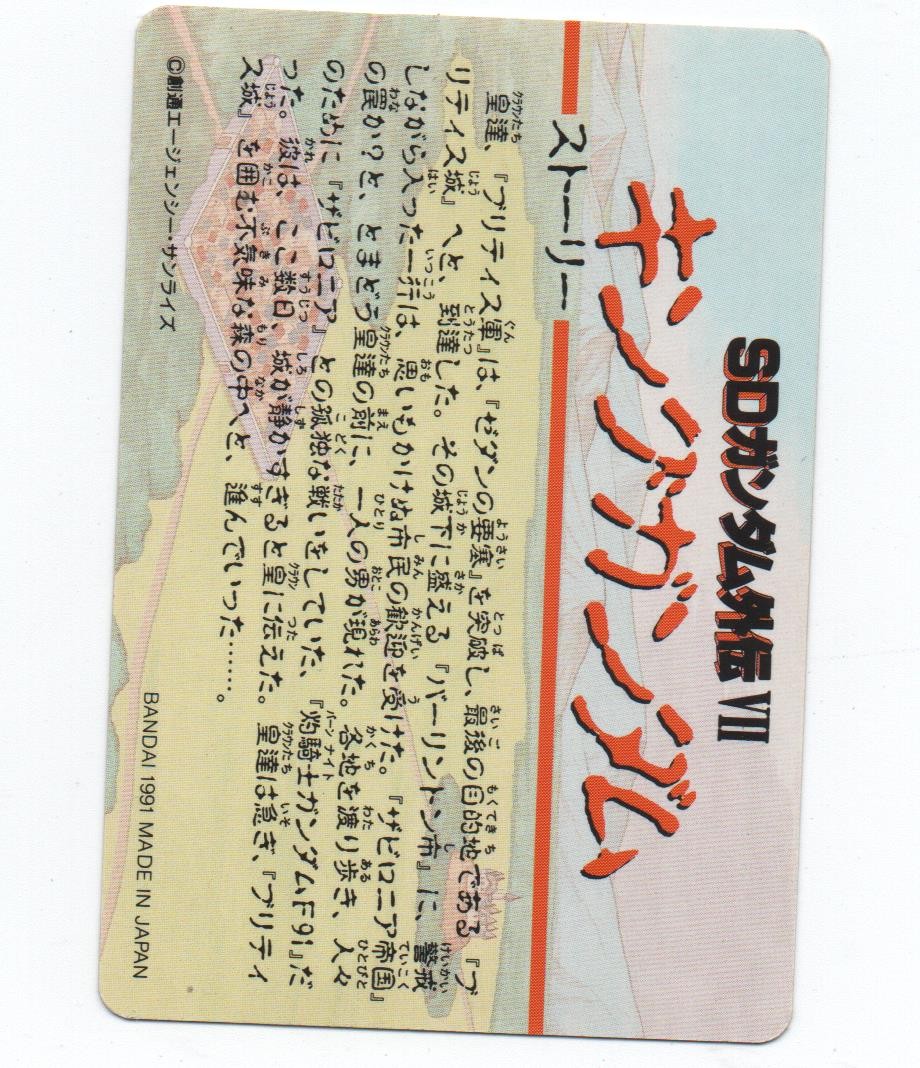 SDガンダム外伝 VII
キングガンダム
ストーリー
皇達、『ブリティス軍』は、『ゼダンの要塞』を突破し、最後の目的地である『ブ
リティス城』へと、到達した。その城下に盛える『バーリントン市』に、警戒
しながら入った一行は、思いもかけぬ市民の歓迎を受けた。『ザビロニア帝国』
の罠か?と、とまどう皇達の前に、一人の男が現れた。各地を渡り歩き、人々
のために『ザビロニア』との孤独な戦いをしていた、『灼騎士ガンダムF91』だ
った。彼は、ここ数日、城が静かすぎると皇に伝えた。皇達は急ぎ、『ブリティ
ス城』を囲む不気味な森の中へと、進んでいった……。
©創通エージェンシー・サンライズ
BANDAI 1991 MADE IN JAPAN